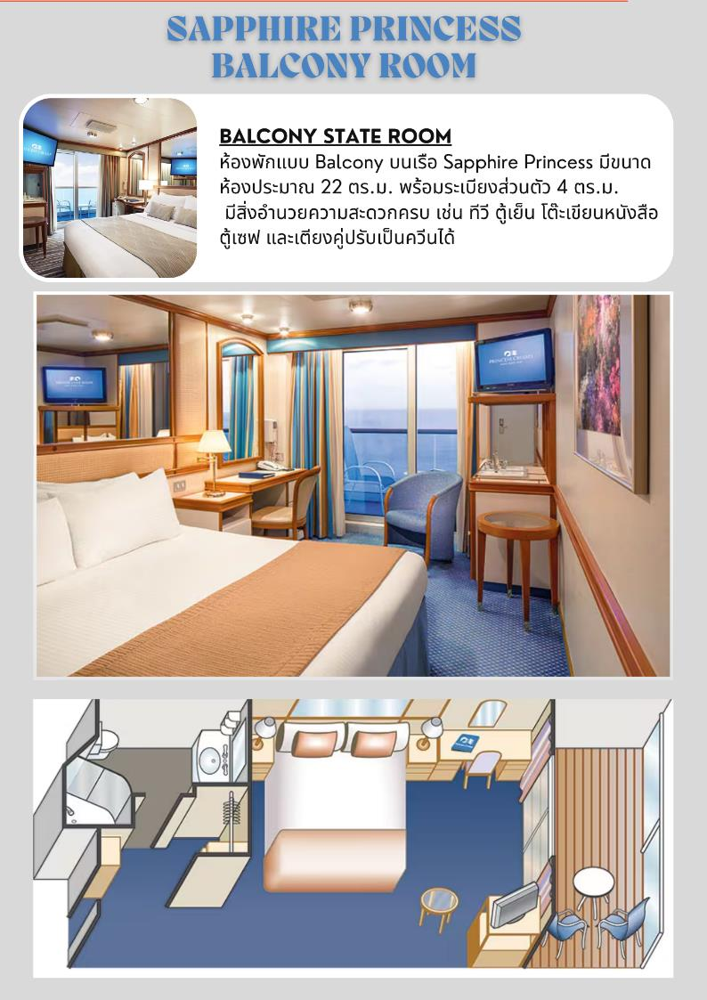 SAPPHIRE PRINCESS
BALCONY ROOM
BALCONY STATE ROOM
ห้องพักแบบ Balcony บนเรือ Sapphire Princess มีขนาด
ห้องประมาณ 22 ตร.ม. พร้อมระเบียงส่วนตัว 4 ตร.ม.
มีสิ่งอำนวยความสะดวกครบ เช่น ทีวี ตู้เย็น โต๊ะเขียนหนังสือ
ตู้เซฟ และเตียงคู่ปรับเป็นควีนได้
PRINCESS CRUISES